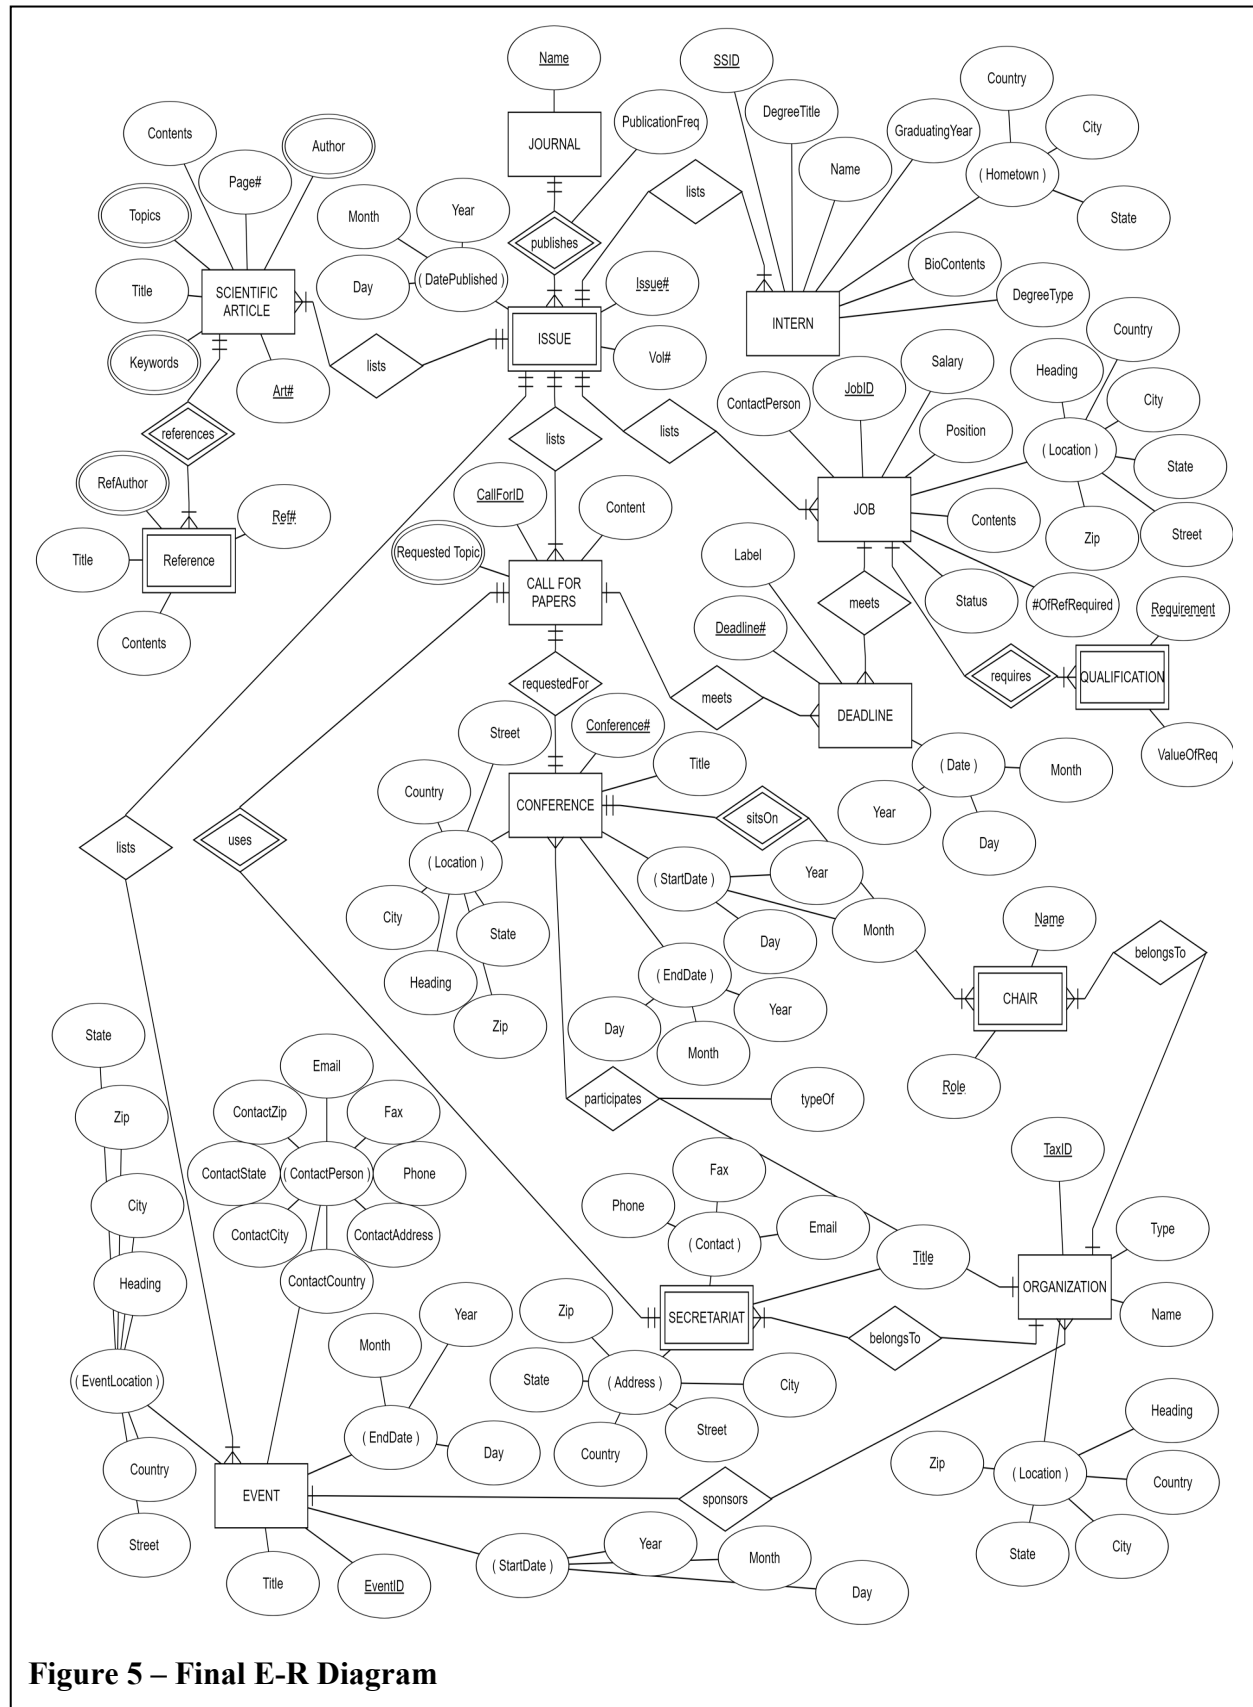 Name
SSID
Country
DegreeTitle
PublicationFreq
GraduatingYear
City
Contents
Author
JOURNAL
Page#
Name
( Hometown )
lists
Topics
Month
Year
State
publishes
BioContents
Title
SCIENTIFIC
ARTICLE
Day
( DatePublished )
Issue#
DegreeType
INTERN
Country
ISSUE
Keywords
lists
Vol#
Heading
Salary
Art#
JobID
City
ContactPerson
references
lists
lists
Position
( Location )
State
RefAuthor
CallForID
Content
JOB
Contents
Ref#
Zip
Street
Requested Topic
Label
Title
Reference
CALL FOR
PAPERS
meets
Status
#OfRefRequired
Requirement
Deadline#
Contents
requestedFor
meets
requires
QUALIFICATION
DEADLINE
Street
Conference#
Title
( Date )
Month
ValueOfReq
Country
CONFERENCE
sitsOn
Year
lists
uses
Day
( Location )
( StartDate )
Year
City
State
Month
Name
Day
belongsTo
Heading
( EndDate )
CHAIR
Year
Zip
Day
State
Month
Email
Role
participates
typeOf
ContactZip
Fax
Zip
TaxID
ContactState
( ContactPerson )
Phone
Fax
City
Phone
Email
Type
ContactCity
ContactAddress
( Contact )
Title
Heading
ContactCountry
ORGANIZATION
Year
Zip
SECRETARIAT
Name
Month
belongsTo
( EventLocation )
State
( Address )
City
Heading
( EndDate )
Street
Day
Country
Country
Zip
( Location )
Country
EVENT
sponsors
Street
Year
City
State
Month
( StartDate )
Title
EventID
Day
Figure 5 – Final E-R Diagram